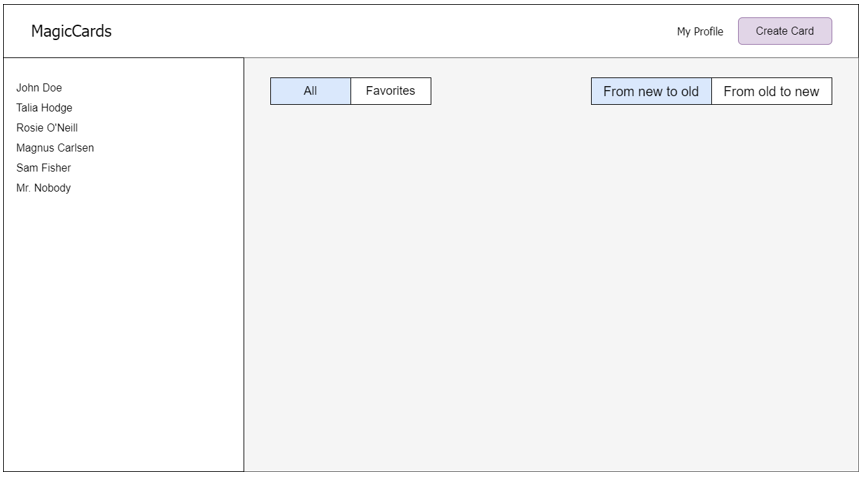 MagicCards
My Profile
Create Card
John Doe
Talia Hodge
Rosie O'Neill
Magnus Carlsen
Sam Fisher
Mr. Nobody
All
Favorites
From new to old
From old to new